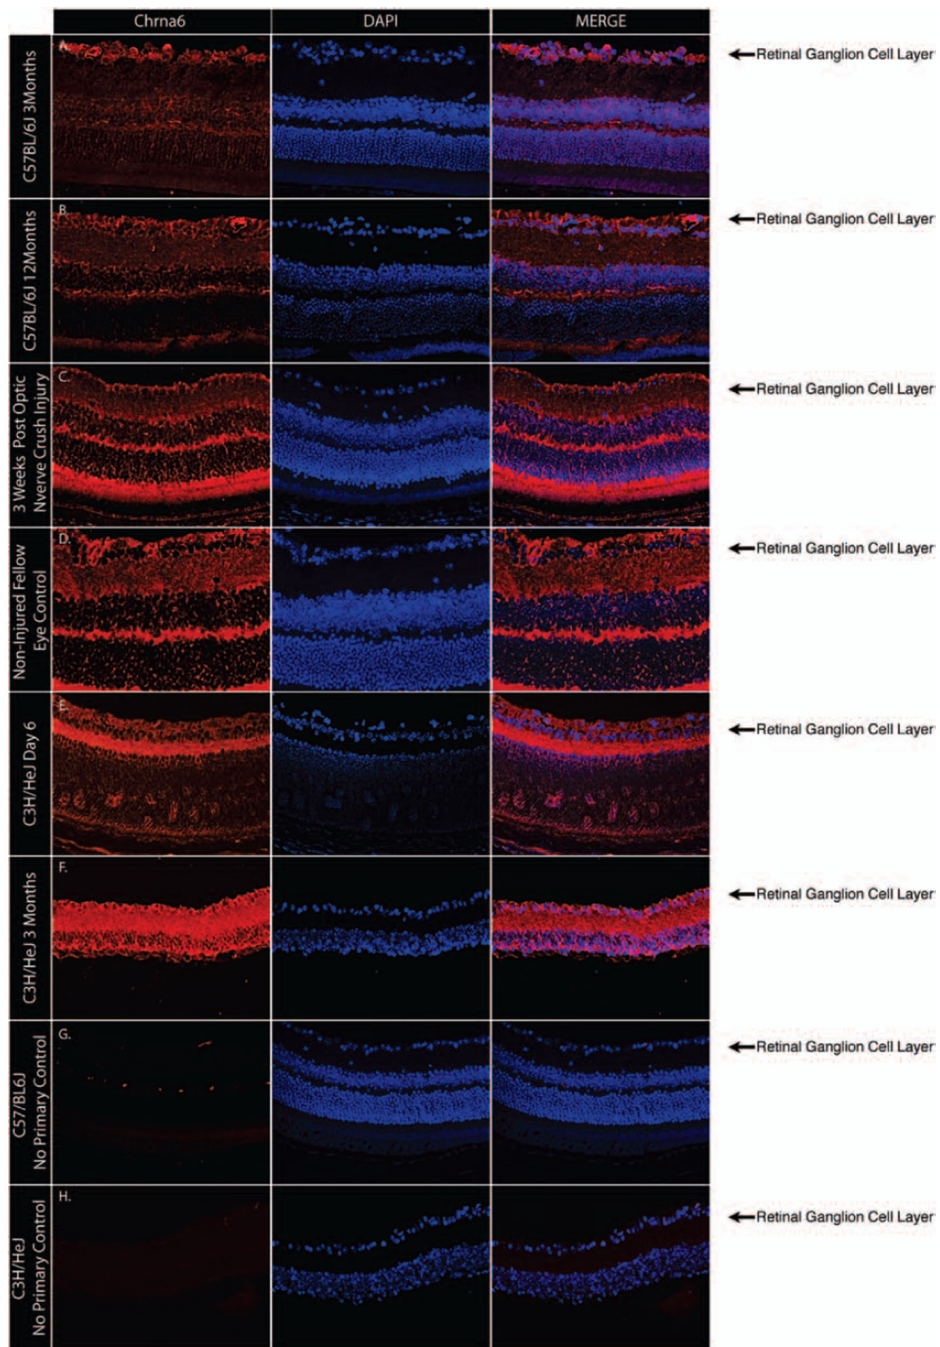 Chrna6 DAPI MERGE
C57BL/6J 3Months
A.
Retinal Ganglion Cell Layer
C57BL/6J 12Months
B.
Retinal Ganglion Cell Layer
3 Weeks Post Optic
Nverve Crush Injury
C.
Retinal Ganglion Cell Layer
Non-Injured Fellow
Eye Control
D.
Retinal Ganglion Cell Layer
C3H/HeJ Day 6
E.
Retinal Ganglion Cell Layer
C3H/HeJ 3 Months
F.
Retinal Ganglion Cell Layer
C57/BL6J
No Primary Control
G.
Retinal Ganglion Cell Layer
C3H/HeJ
No Primary Control
H.
Retinal Ganglion Cell Layer